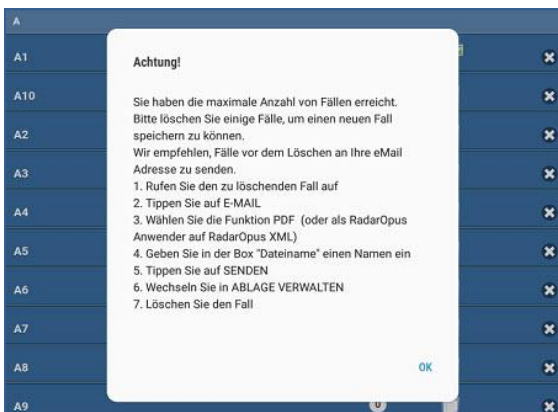 A
A1
A10
A2
A3
A4
A5
A6
A7
A8
A9
0
Achtung!
Sie haben die maximale Anzahl von Fällen erreicht.
Bitte löschen Sie einige Fälle, um einen neuen Fall
speichern zu können.
Wir empfehlen, Fälle vor dem Löschen an Ihre eMail
Adresse zu senden.
1. Rufen Sie den zu löschenden Fall auf
2. Tippen Sie auf E-MAIL
3. Wählen Sie die Funktion PDF (oder als RadarOpus
Anwender auf RadarOpus XML)
4. Geben Sie in der Box "Dateiname" einen Namen ein
5. Tippen Sie auf SENDEN
6. Wechseln Sie in ABLAGE VERWALTEN
7. Löschen Sie den Fall
OK